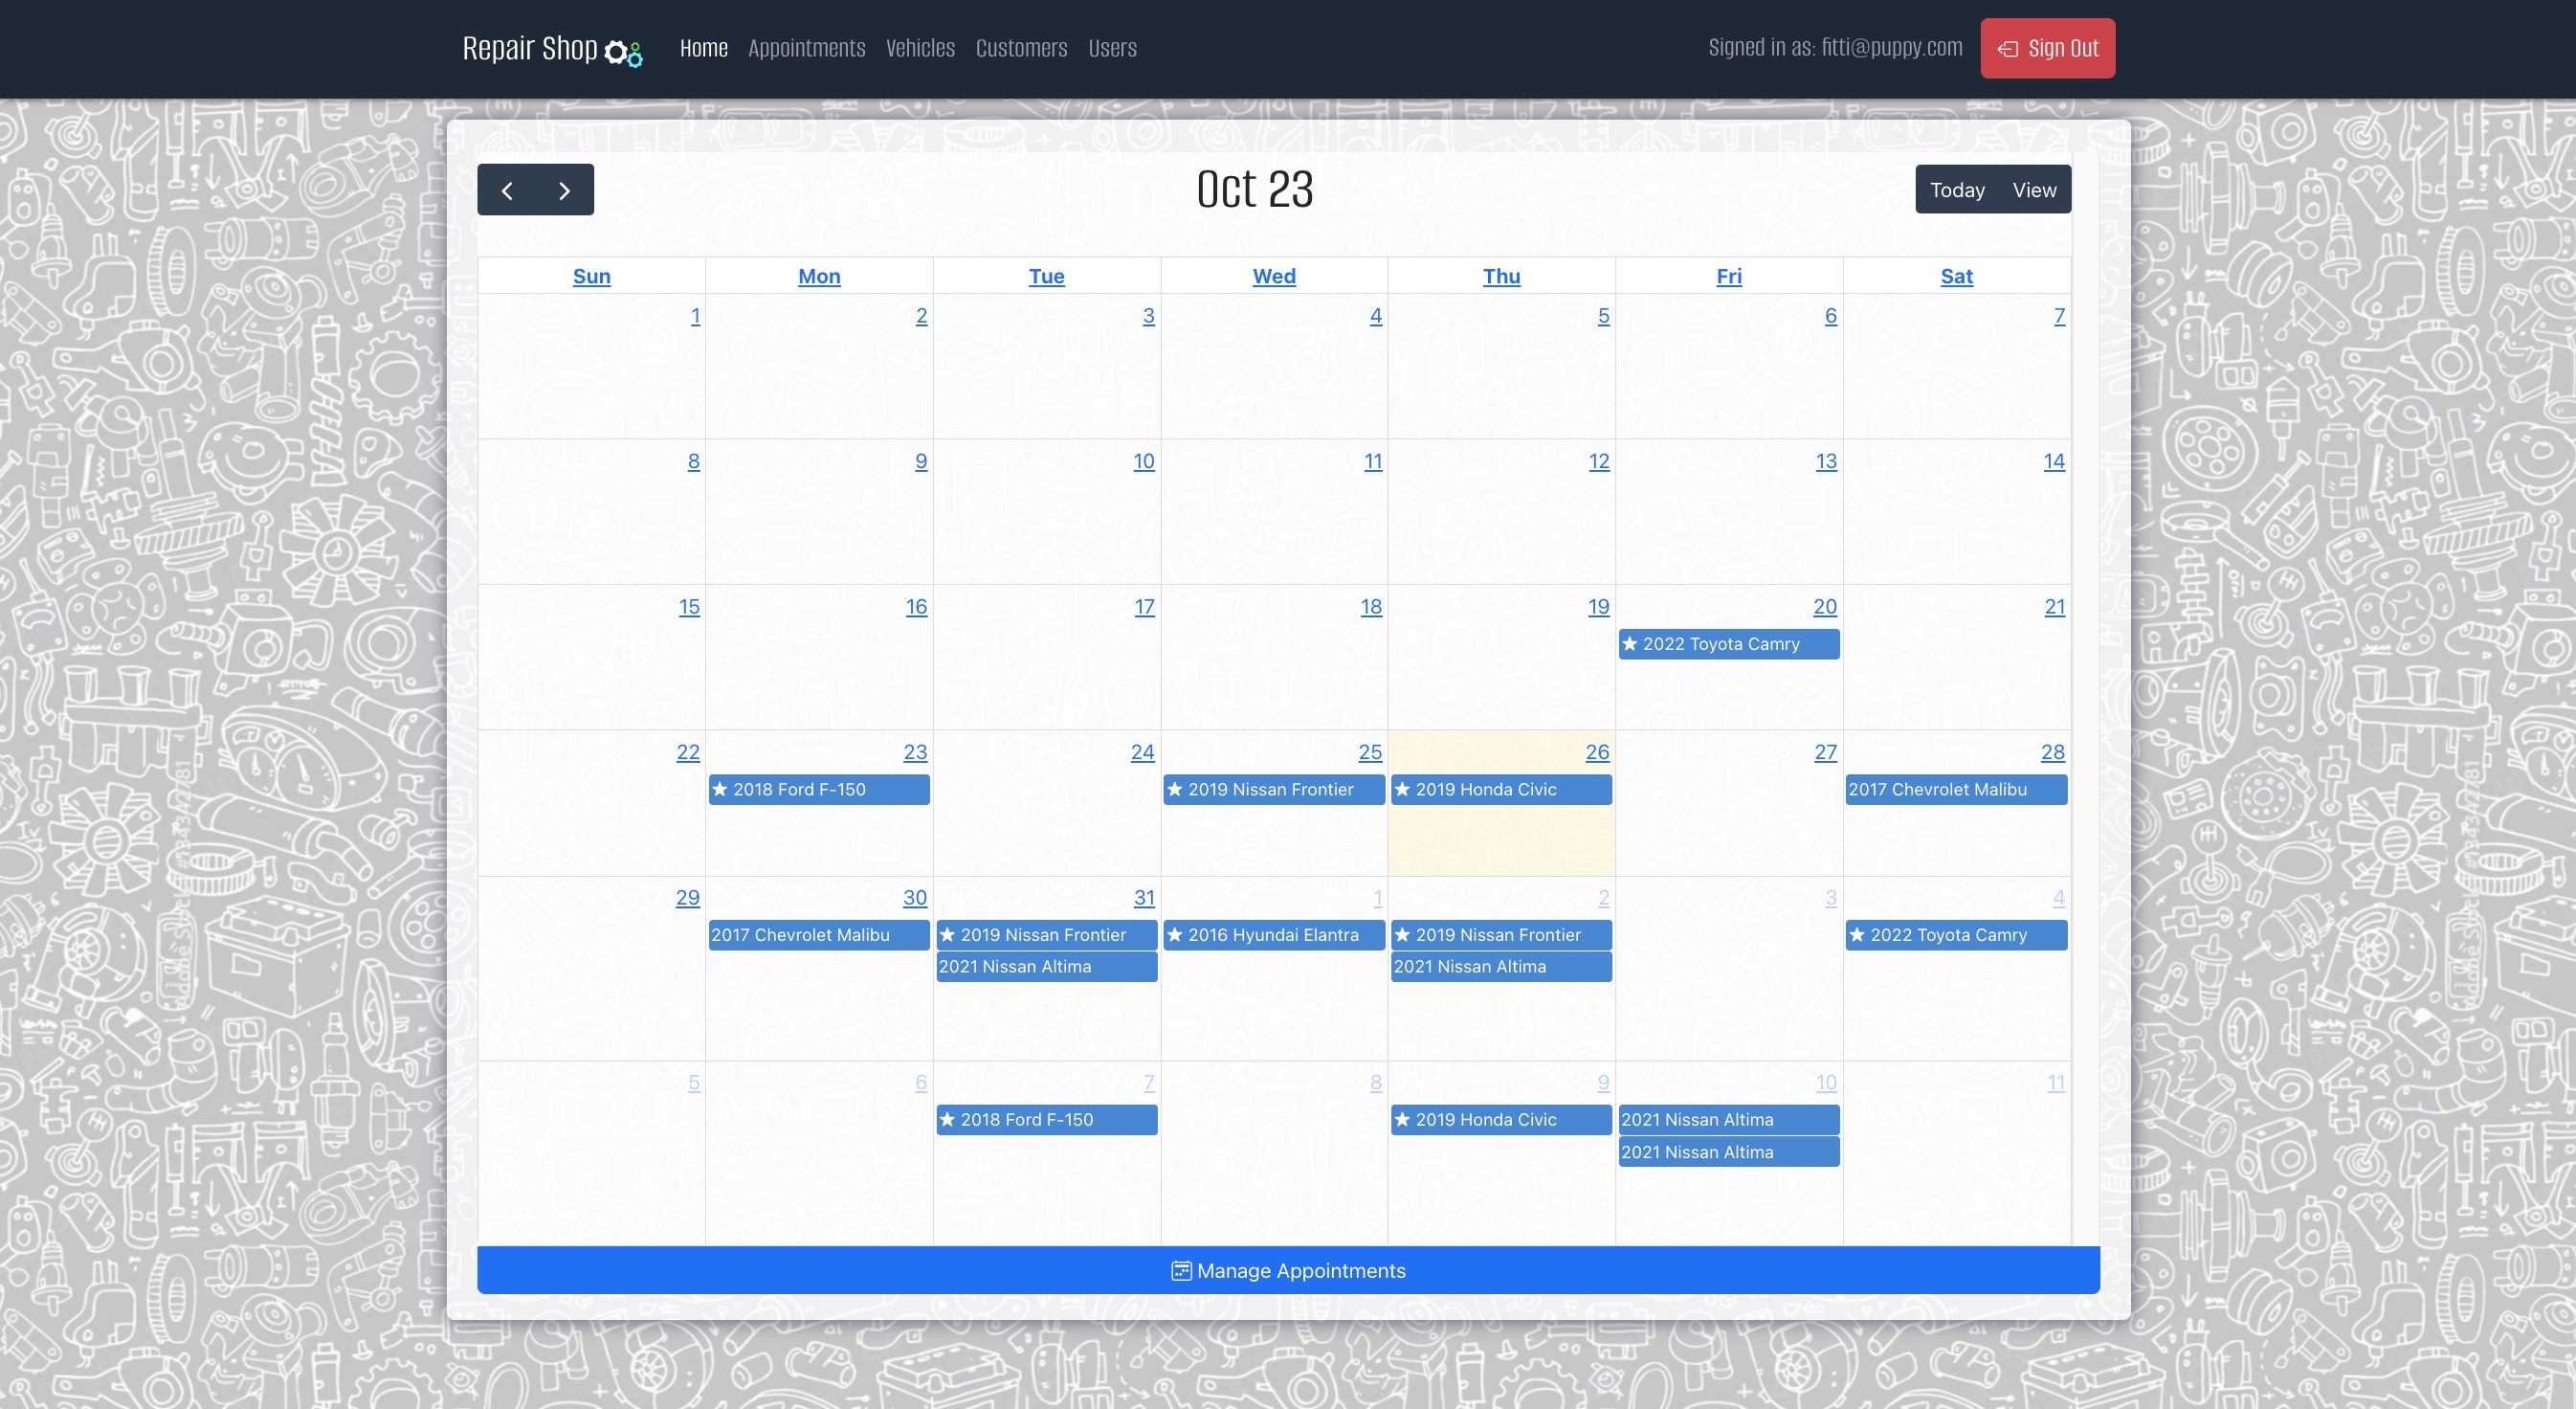 Repair Shop Home Appointments Vehicles Customers Users Signed in as: fitti@puppy.com Sign Out
Oct 23
Today View
Sun Mon Tue Wed Thu Fri Sat
1 2 3 4 5 6 7
8 9 10 11 12 13 14
15 16 17 18 19 20 21
★ 2022 Toyota Camry
22 23 24 25 26 27 28
★ 2018 Ford F-150 ★ 2019 Nissan Frontier ★ 2019 Honda Civic 2017 Chevrolet Malibu
29 30 31 1 2 3 4
2017 Chevrolet Malibu ★ 2019 Nissan Frontier ★ 2016 Hyundai Elantra ★ 2019 Nissan Frontier ★ 2022 Toyota Camry
2021 Nissan Altima 2021 Nissan Altima
5 6 7 8 9 10 11
★ 2018 Ford F-150 ★ 2019 Honda Civic 2021 Nissan Altima
2021 Nissan Altima
Manage Appointments